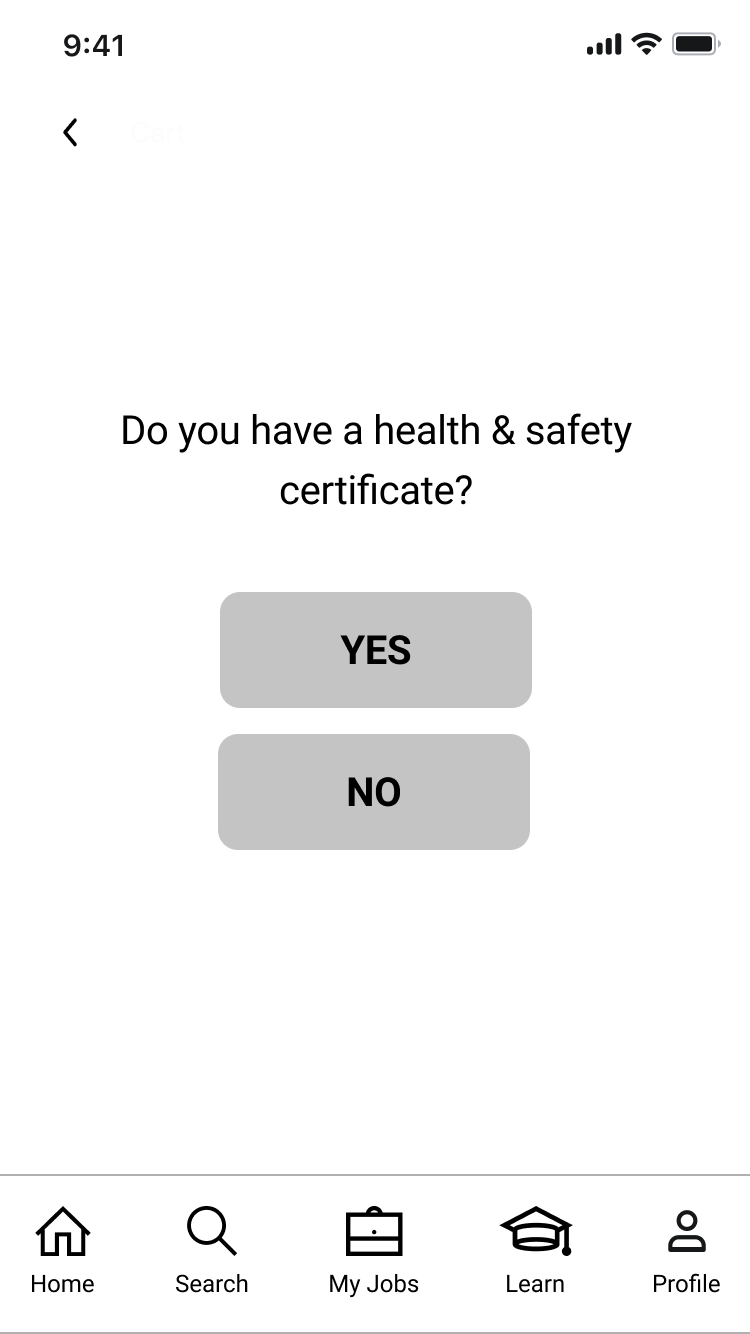 9:41
Cart
Do you have a health & safety
certificate?
YES
NO
Home
Search
My Jobs
Learn
Profile